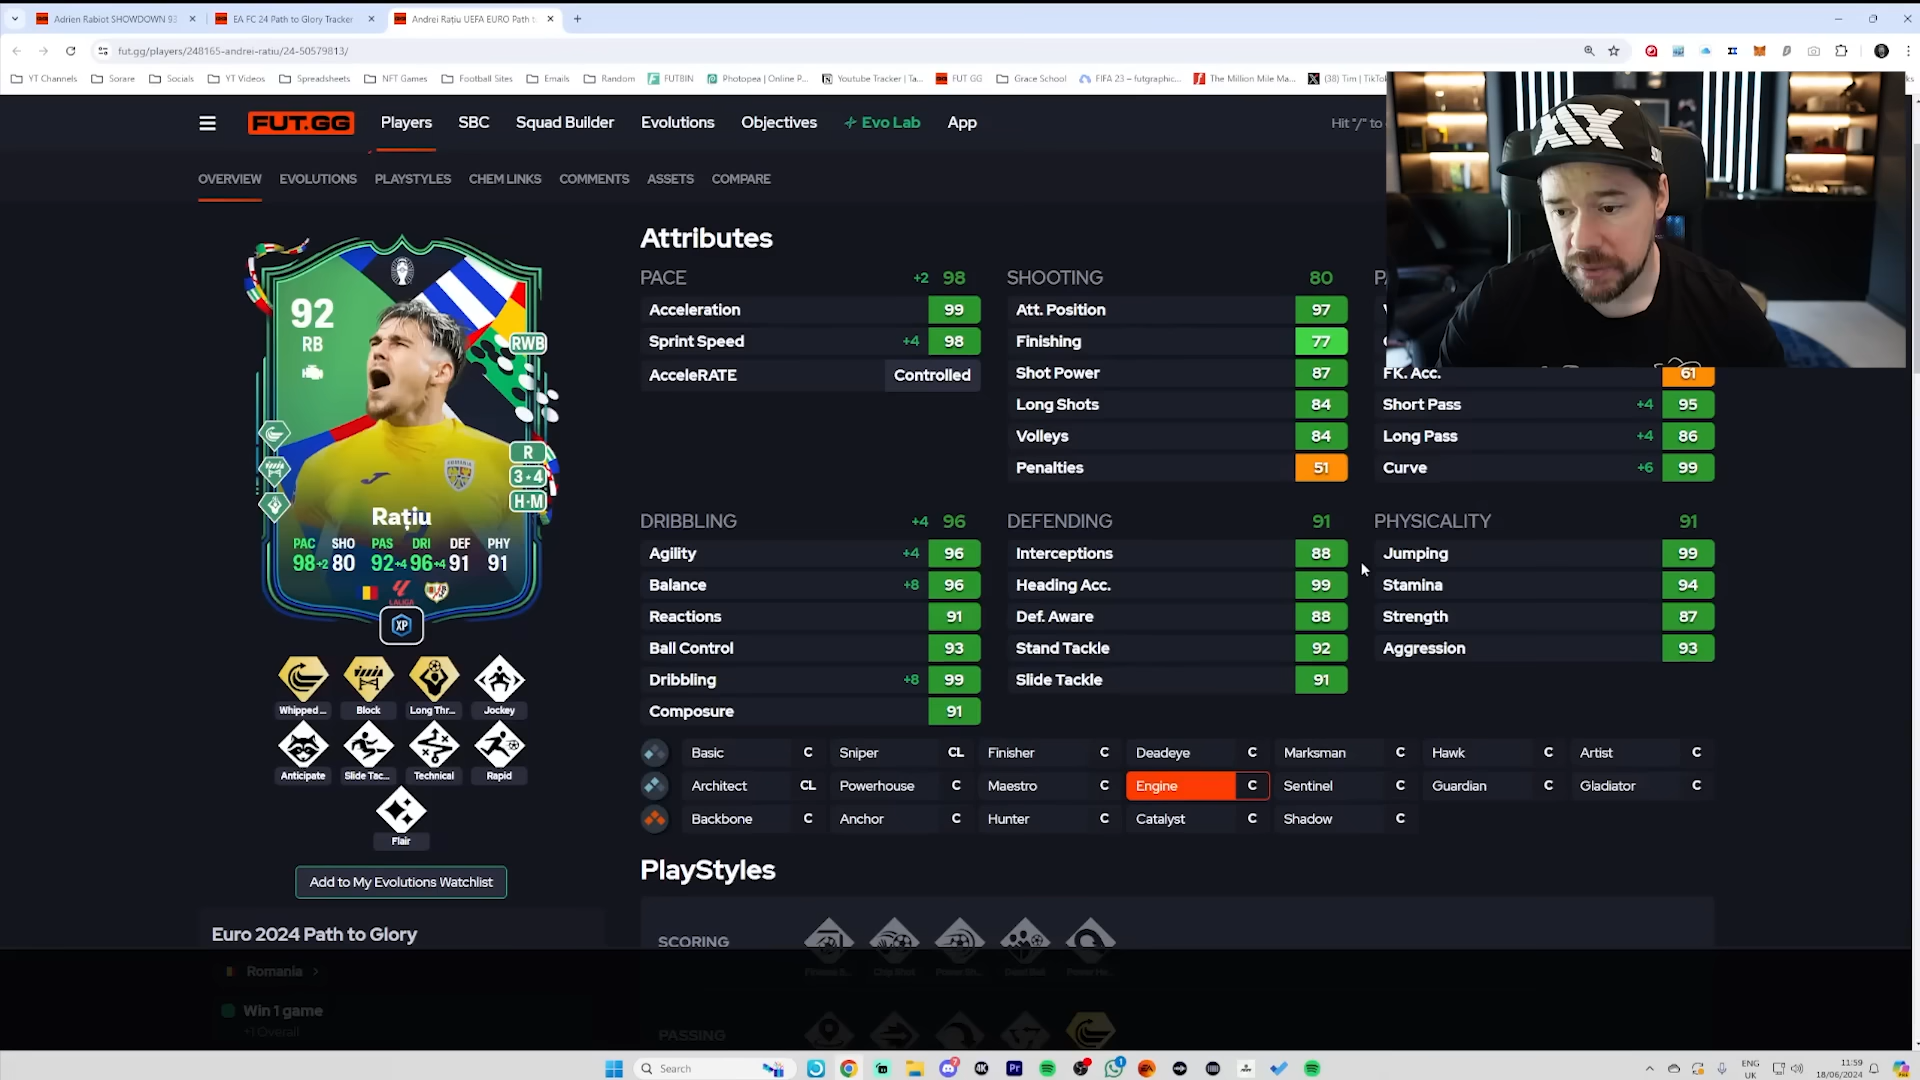 Adrien Rabiot SHOWDOWN 93
EA FC 24 Path to Glory Tracker
Andrei Rațiu UEFA EURO Path t
fut.gg/players/248165-andrei-ratiu/24-50579813/
YT Channels
Sorare
Socials
YT Videos
Spreadsheets
NFT Games
Football Sites
Emails
Random
FUTBIN
Photopea | Online P...
Youtube Tracker | Ta...
FUT GG
Grace School
FIFA 23 – futgraphic...
The Million Mile Ma...
(38) Tim | TikTo
FUT.GG
Players
SBC
Squad Builder
Evolutions
Objectives
Evo Lab
App
Hit "/" to
OVERVIEW
EVOLUTIONS
PLAYSTYLES
CHEM LINKS
COMMENTS
ASSETS
COMPARE
92
RB
RWB
R
3★4
H·M
Rațiu
PAC SHO PAS DRI DEF PHY
98+2 80 92+4 96+4 91 91
LALIGA
XP
Whipped ...
Block
Long Thr...
Jockey
Anticipate
Slide Tac...
Technical
Rapid
Flair
Add to My Evolutions Watchlist
Euro 2024 Path to Glory
Romania
Win 1 game
+1 Overall
Attributes
PACE +2 98
Acceleration 99
Sprint Speed +4 98
AcceleRATE Controlled
SHOOTING 80
Att. Position 97
Finishing 77
Shot Power 87
Long Shots 84
Volleys 84
Penalties 51
FK. Acc. 61
Short Pass +4 95
Long Pass +4 86
Curve +6 99
DRIBBLING +4 96
Agility +4 96
Balance +8 96
Reactions 91
Ball Control 93
Dribbling +8 99
Composure 91
DEFENDING 91
Interceptions 88
Heading Acc. 99
Def. Aware 88
Stand Tackle 92
Slide Tackle 91
PHYSICALITY 91
Jumping 99
Stamina 94
Strength 87
Aggression 93
Basic C Sniper CL Finisher C Deadeye C Marksman C Hawk C Artist C
Architect CL Powerhouse C Maestro C Engine C Sentinel C Guardian C Gladiator C
Backbone C Anchor C Hunter C Catalyst C Shadow C
PlayStyles
SCORING
PASSING
Search
ENG
UK
11:59
18/06/2024